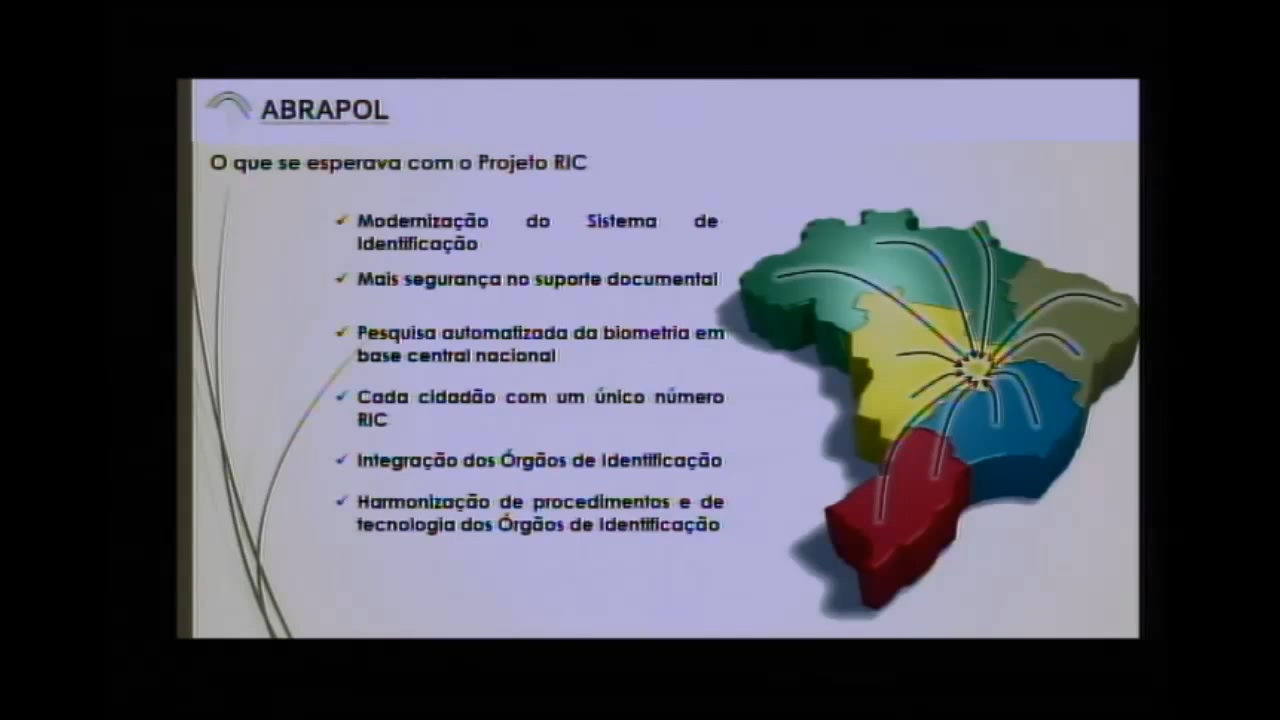 ABRAPOL
O que se esperava com o Projeto RIC
✓ Modernização do Sistema de
Identificação
✓ Mais segurança no suporte documental
✓ Pesquisa automatizada da biometria em
base central nacional
✓ Cada cidadão com um único número
RIC
✓ Integração dos Órgãos de Identificação
✓ Harmonização de procedimentos e de
tecnologia dos Órgãos de Identificação